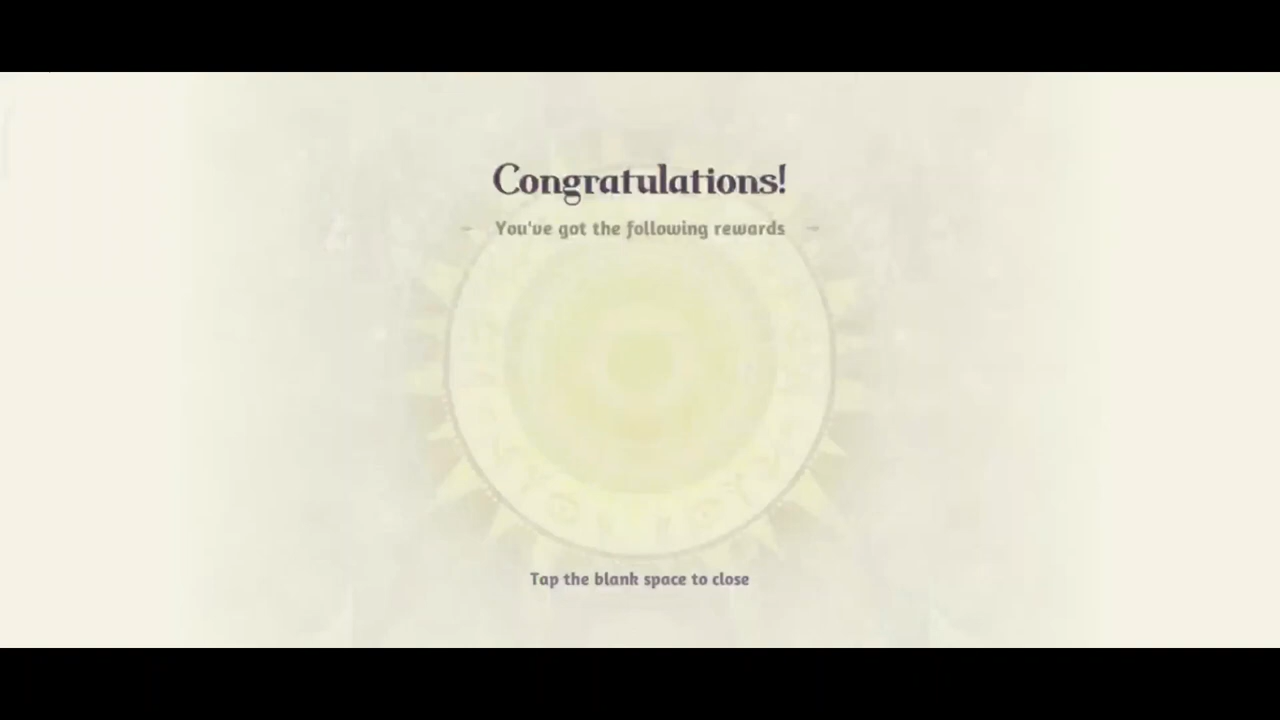 Congratulations!
You've got the following rewards
Tap the blank space to close